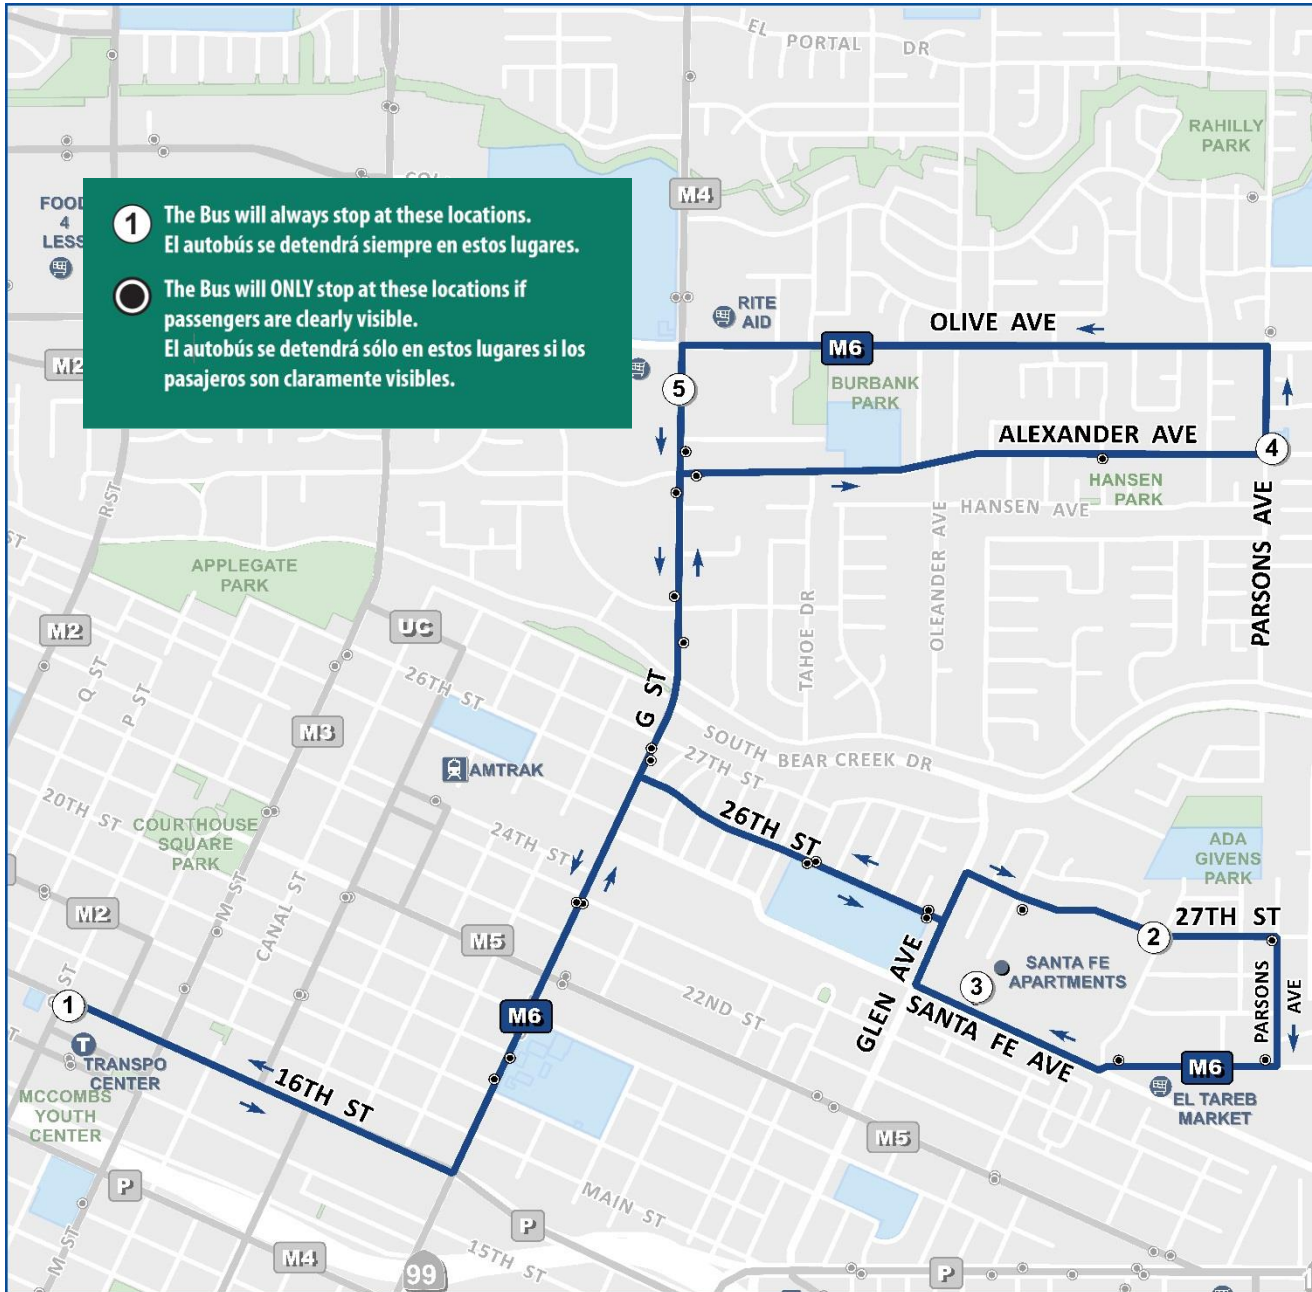 EL PORTAL DR
RAHILLY
PARK
FOOD
4
LESS
M4
1
The Bus will always stop at these locations.
El autobús se detendrá siempre en estos lugares.
The Bus will ONLY stop at these locations if
passengers are clearly visible.
El autobús se detendrá sólo en estos lugares si los
pasajeros son claramente visibles.
RITE
AID
OLIVE AVE
M6
M2
BURBANK
PARK
5
ALEXANDER AVE
4
HANSEN
PARK
HANSEN AVE
R ST
OLEANDER AVE
PARSONS AVE
APPLEGATE
PARK
TAHOE DR
M2
UC
Q ST
P ST
26TH ST
G ST
M3
SOUTH BEAR CREEK DR
27TH ST
AMTRAK
20TH ST
COURTHOUSE
SQUARE
PARK
24TH ST
26TH ST
ADA
GIVENS
PARK
M2
M ST
CANAL ST
M5
27TH ST
2
GLEN AVE
SANTA FE
APARTMENTS
3
PARSONS
AVE
1
22ND ST
SANTA FE AVE
M6
T
TRANSPO
CENTER
M6
16TH ST
MCCOMBS
YOUTH
CENTER
EL TAREB
MARKET
M5
P
MAIN ST
P
M ST
M4
15TH ST
99
P